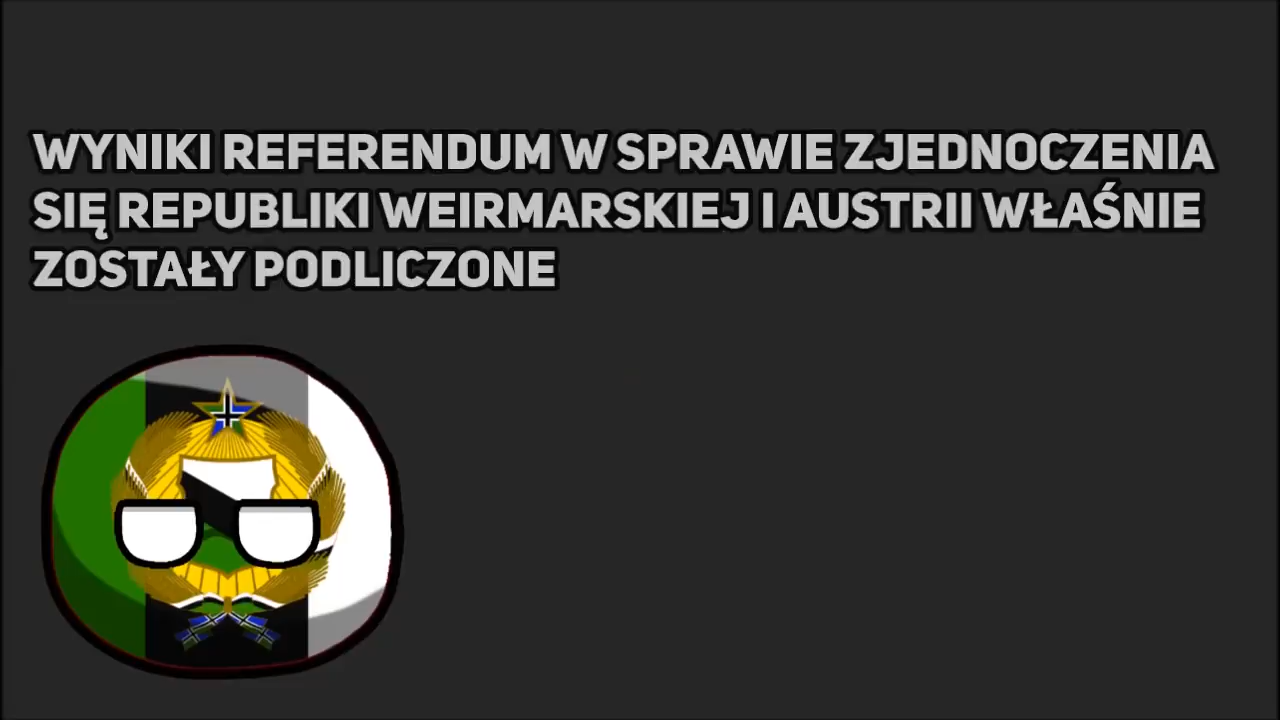 WYNIKI REFERENDUM W SPRAWIE ZJEDNOCZENIA
SIĘ REPUBLIKI WEIRMARSKIEJ I AUSTRII WŁAŚNIE
ZOSTAŁY PODLICZONE